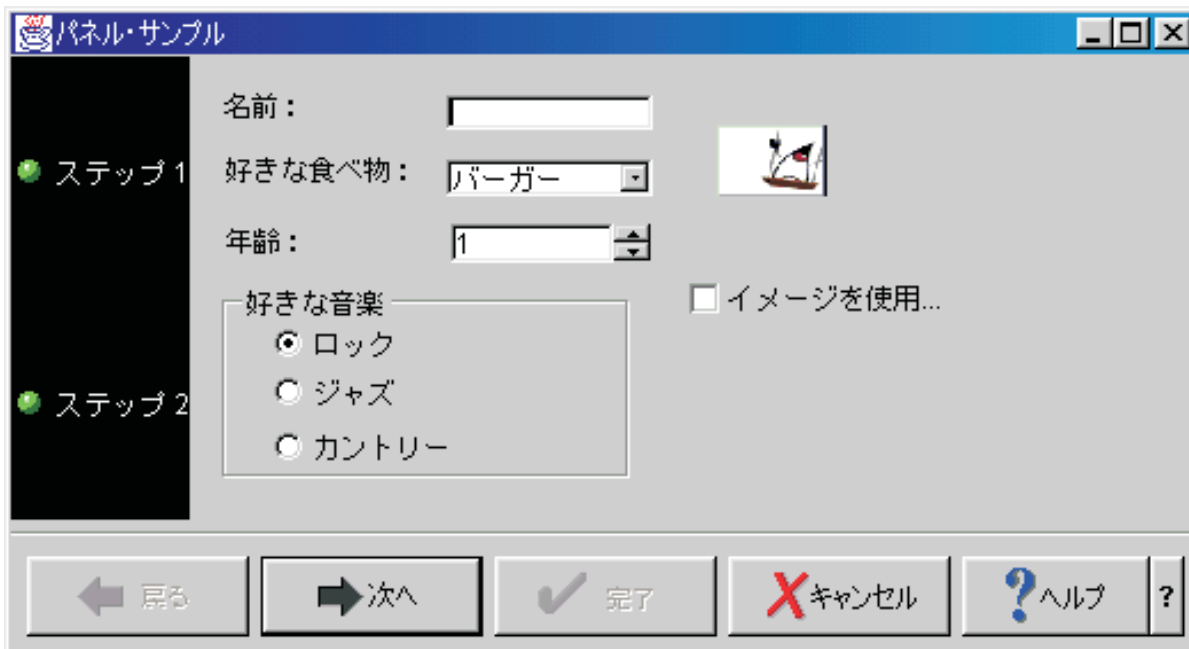 パネル・サンプル
ステップ 1
ステップ 2
名前：
好きな食べ物：
バーガー
年齢：
1
好きな音楽
ロック
ジャズ
カントリー
イメージを使用...
戻る
次へ
完了
キャンセル
ヘルプ
?